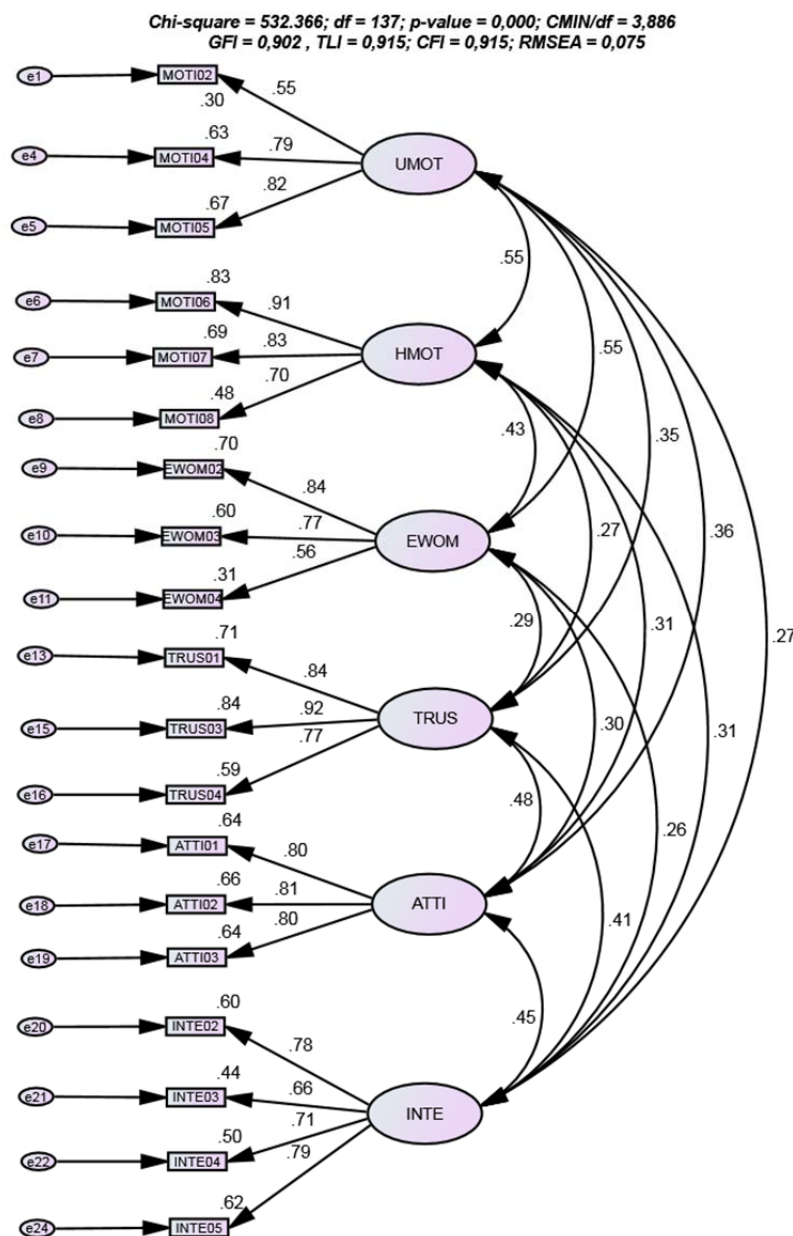 Chi-square = 532.366; df = 137; p-value = 0,000; CMIN/df = 3,886
GFI = 0,902 , TLI = 0,915; CFI = 0,915; RMSEA = 0,075
e1
MOTI02
.30
.55
e4
MOTI04
.63
.79
UMOT
e5
MOTI05
.67
.82
.55
e6
MOTI06
.83
.91
e7
MOTI07
.69
.83
HMOT
.55
e8
MOTI08
.48
.70
.43
.35
e9
EWOM02
.70
.84
e10
EWOM03
.60
.77
EWOM
.27
.36
e11
EWOM04
.31
.56
.29
.31
.27
e13
TRUS01
.71
.84
e15
TRUS03
.84
.92
TRUS
.30
.31
e16
TRUS04
.59
.77
.48
.26
e17
ATTI01
.64
.80
e18
ATTI02
.66
.81
ATTI
.41
e19
ATTI03
.64
.80
.45
e20
INTE02
.60
.78
e21
INTE03
.44
.66
INTE
e22
INTE04
.50
.71
e24
INTE05
.62
.79